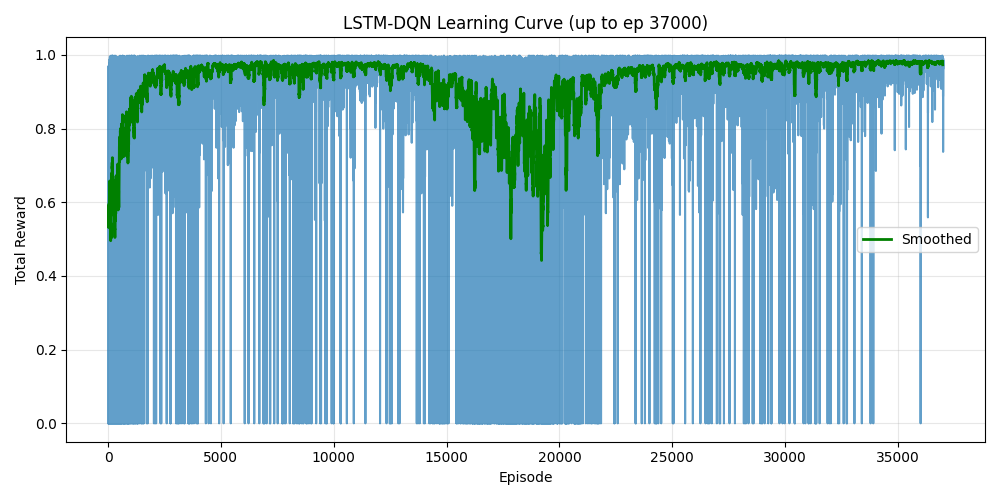 LSTM-DQN Learning Curve (up to ep 37000)
Total Reward
1.0
0.8
0.6
0.4
0.2
0.0
Smoothed
0 5000 10000 15000 20000 25000 30000 35000
Episode